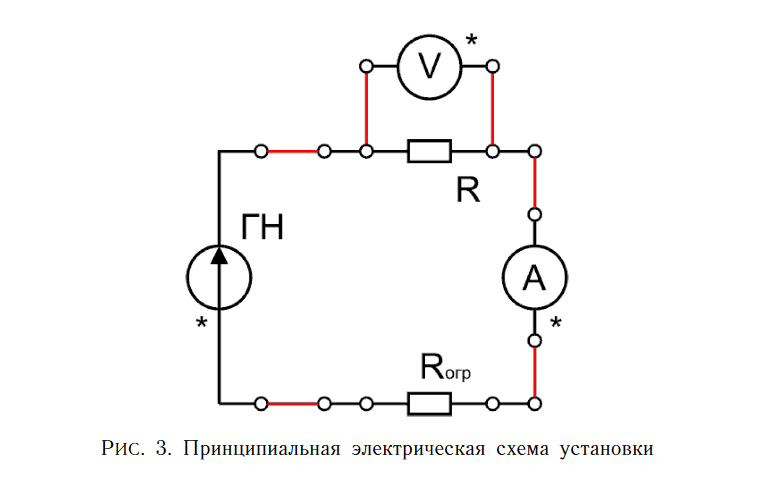 V *
R
ГН
A
*
*
Rогр
Рис. 3. Принципиальная электрическая схема установки